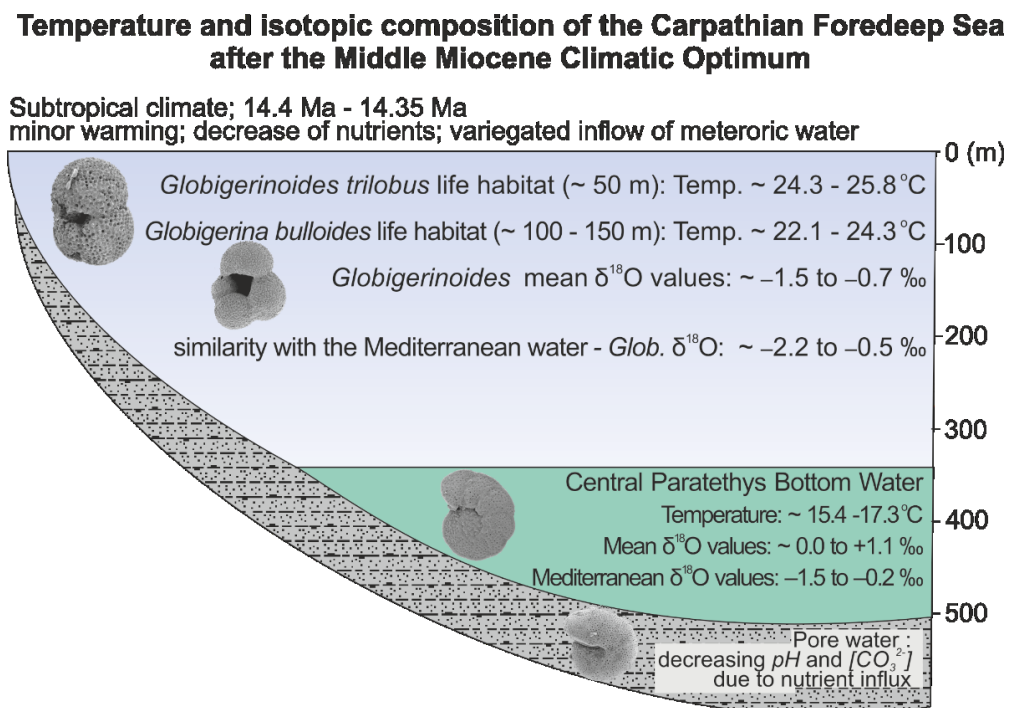 Temperature and isotopic composition of the Carpathian Foredeep Sea
after the Middle Miocene Climatic Optimum
Subtropical climate; 14.4 Ma - 14.35 Ma
minor warming; decrease of nutrients; variegated inflow of meteroric water
0 (m)
Globigerinoides trilobus life habitat (~ 50 m): Temp. ~ 24.3 - 25.8°C
Globigerina bulloides life habitat (~ 100 - 150 m): Temp. ~ 22.1 - 24.3°C
100
Globigerinoides mean δ¹⁸O values: ~ –1.5 to –0.7 ‰
200
similarity with the Mediterranean water - Glob. δ¹⁸O: ~ –2.2 to –0.5 ‰
300
Central Paratethys Bottom Water
Temperature: ~ 15.4 -17.3°C
400
Mean δ¹⁸O values: ~ 0.0 to +1.1 ‰
Mediterranean δ¹⁸O values: –1.5 to –0.2 ‰
500
Pore water :
decreasing pH and [CO₃²⁻]
due to nutrient influx